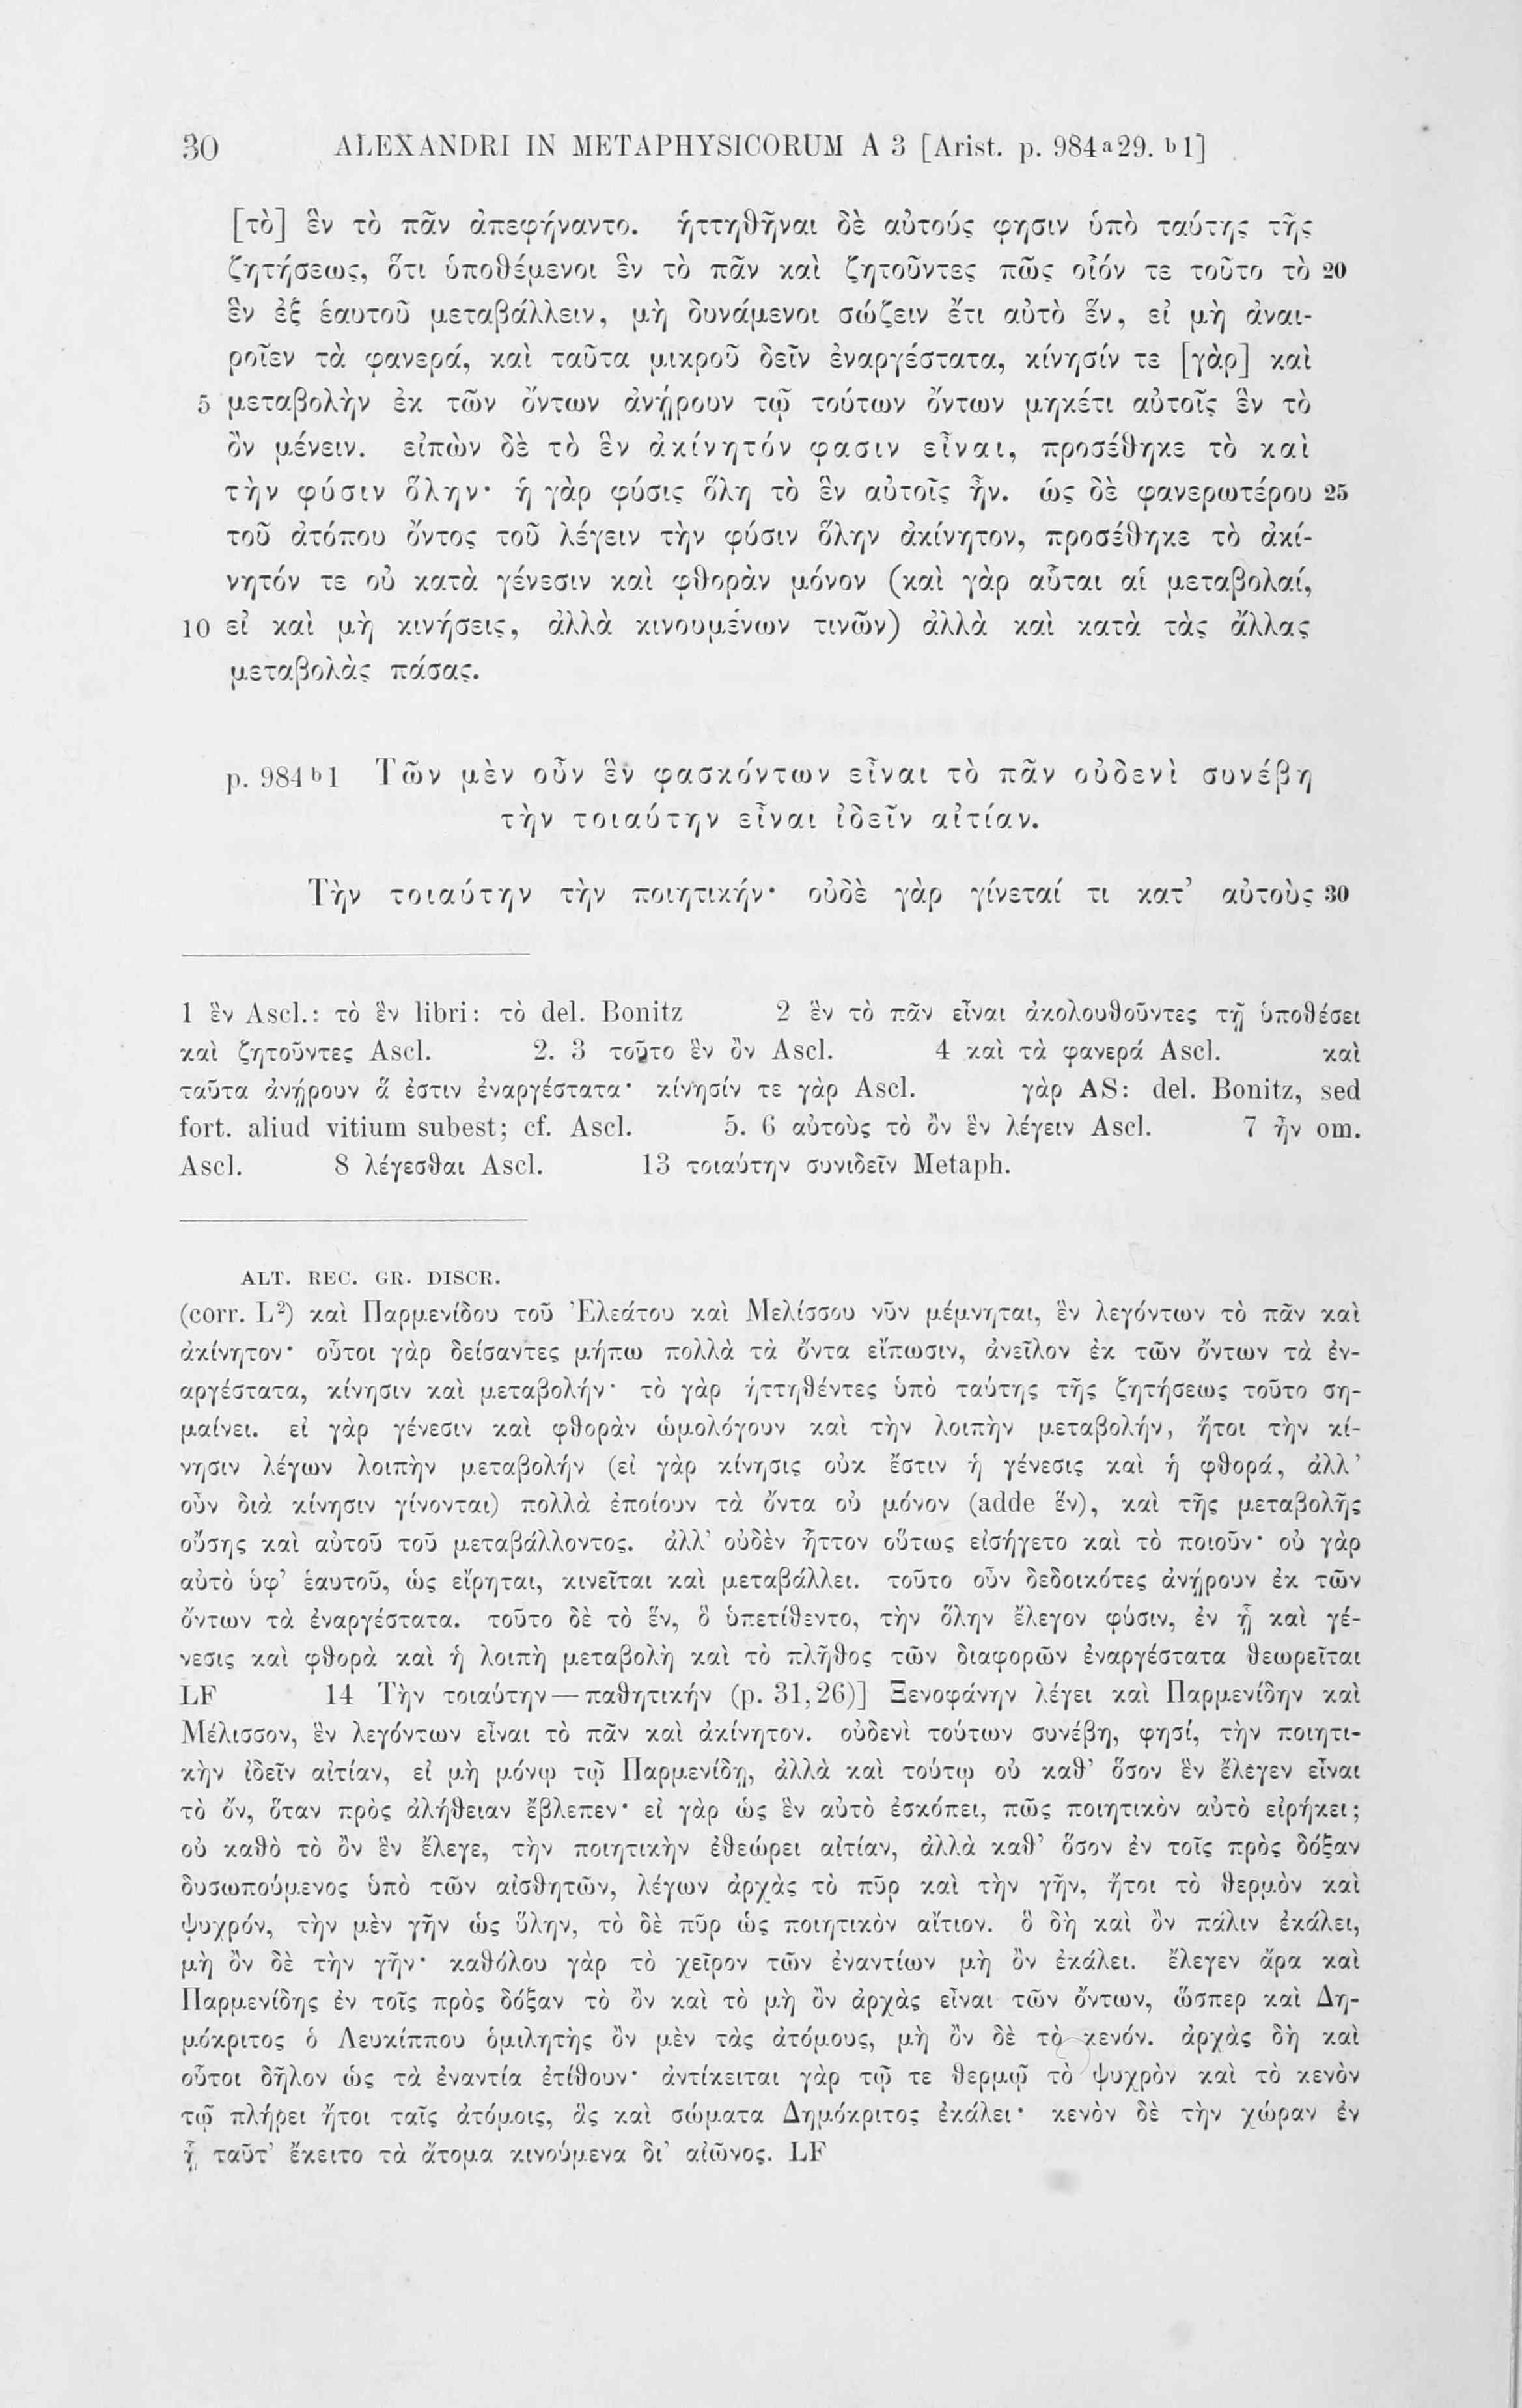 30 ALEXANDRI IN METAPHYSICORUM A 3 [Arist. p. 984ᵃ29. ᵇ1]
[τὸ] ἓν τὸ πᾶν ἀπεφήναντο. ἡττηθῆναι δὲ αὐτούς φησιν ὑπὸ ταύτης τῆς
ζητήσεως, ὅτι ὑποθέμενοι ἓν τὸ πᾶν καὶ ζητοῦντες πῶς οἷόν τε τοῦτο τὸ 20
ἓν ἐξ ἑαυτοῦ μεταβάλλειν, μὴ δυνάμενοι σώζειν ἔτι αὐτὸ ἕν, εἰ μὴ ἀναι-
ροῖεν τὰ φανερά, καὶ ταῦτα μικροῦ δεῖν ἐναργέστατα, κίνησίν τε [γὰρ] καὶ
5 μεταβολὴν ἐκ τῶν ὄντων ἀνῄρουν τῷ τούτων ὄντων μηκέτι αὐτοῖς ἓν τὸ
ὂν μένειν. εἰπὼν δὲ τὸ ἓν ἀκίνητόν φασιν εἶναι, προσέθηκε τὸ καὶ
τὴν φύσιν ὅλην· ἡ γὰρ φύσις ὅλη τὸ ἓν αὐτοῖς ἦν. ὡς δὲ φανερωτέρου 25
τοῦ ἀτόπου ὄντος τοῦ λέγειν τὴν φύσιν ὅλην ἀκίνητον, προσέθηκε τὸ ἀκί-
νητόν τε οὐ κατὰ γένεσιν καὶ φθορὰν μόνον (καὶ γὰρ αὗται αἱ μεταβολαί,
10 εἰ καὶ μὴ κινήσεις, ἀλλὰ κινουμένων τινῶν) ἀλλὰ καὶ κατὰ τὰς ἄλλας
μεταβολὰς πάσας.
p. 984ᵇ1 Τῶν μὲν οὖν ἓν φασκόντων εἶναι τὸ πᾶν οὐδενὶ συνέβη
τὴν τοιαύτην εἶναι ἰδεῖν αἰτίαν.
Τὴν τοιαύτην τὴν ποιητικήν· οὐδὲ γὰρ γίνεταί τι κατ’ αὐτοὺς 30
1 ἓν Ascl.: τὸ ἓν libri: τὸ del. Bonitz 2 ἓν τὸ πᾶν εἶναι ἀκολουθοῦντες τῇ ὑποθέσει
καὶ ζητοῦντες Ascl. 2. 3 τοῦτο ἓν ὂν Ascl. 4 καὶ τὰ φανερά Ascl. καὶ
ταῦτα ἀνῄρουν ἅ ἐστιν ἐναργέστατα· κίνησίν τε γὰρ Ascl. γὰρ AS: del. Bonitz, sed
fort. aliud vitium subest; cf. Ascl. 5. 6 αὐτοὺς τὸ ὂν ἓν λέγειν Ascl. 7 ἦν om.
Ascl. 8 λέγεσθαι Ascl. 13 τοιαύτην συνιδεῖν Metaph.
ALT. REC. GR. DISCR.
(corr. L²) καὶ Παρμενίδου τοῦ Ἐλεάτου καὶ Μελίσσου νῦν μέμνηται, ἓν λεγόντων τὸ πᾶν καὶ
ἀκίνητον· οὗτοι γὰρ δείσαντες μήπω πολλὰ τὰ ὄντα εἴπωσιν, ἀνεῖλον ἐκ τῶν ὄντων τὰ ἐν-
αργέστατα, κίνησιν καὶ μεταβολήν· τὸ γὰρ ἡττηθέντες ὑπὸ ταύτης τῆς ζητήσεως τοῦτο ση-
μαίνει. εἰ γὰρ γένεσιν καὶ φθορὰν ὡμολόγουν καὶ τὴν λοιπὴν μεταβολήν, ἤτοι τὴν κί-
νησιν λέγων λοιπὴν μεταβολήν (εἰ γὰρ κίνησις οὐκ ἔστιν ἡ γένεσις καὶ ἡ φθορά, ἀλλ’
οὖν διὰ κίνησιν γίνονται) πολλὰ ἐποίουν τὰ ὄντα οὐ μόνον (adde ἕν), καὶ τῆς μεταβολῆς
οὔσης καὶ αὐτοῦ τοῦ μεταβάλλοντος. ἀλλ’ οὐδὲν ἧττον οὕτως εἰσήγετο καὶ τὸ ποιοῦν· οὐ γὰρ
αὐτὸ ὑφ’ ἑαυτοῦ, ὡς εἴρηται, κινεῖται καὶ μεταβάλλει. τοῦτο οὖν δεδοικότες ἀνῄρουν ἐκ τῶν
ὄντων τὰ ἐναργέστατα. τοῦτο δὲ τὸ ἕν, ὃ ὑπετίθεντο, τὴν ὅλην ἔλεγον φύσιν, ἐν ᾗ καὶ γέ-
νεσις καὶ φθορὰ καὶ ἡ λοιπὴ μεταβολὴ καὶ τὸ πλῆθος τῶν διαφορῶν ἐναργέστατα θεωρεῖται
LF 14 Τὴν τοιαύτην — παθητικήν (p. 31,26)] Ξενοφάνην λέγει καὶ Παρμενίδην καὶ
Μέλισσον, ἓν λεγόντων εἶναι τὸ πᾶν καὶ ἀκίνητον. οὐδενὶ τούτων συνέβη, φησί, τὴν ποιητι-
κὴν ἰδεῖν αἰτίαν, εἰ μὴ μόνῳ τῷ Παρμενίδῃ, ἀλλὰ καὶ τούτῳ οὐ καθ’ ὅσον ἓν ἔλεγεν εἶναι
τὸ ὄν, ὅταν πρὸς ἀλήθειαν ἔβλεπεν· εἰ γὰρ ὡς ἓν αὐτὸ ἐσκόπει, πῶς ποιητικὸν αὐτὸ εἰρήκει;
οὐ καθὸ τὸ ὂν ἓν ἔλεγε, τὴν ποιητικὴν ἐθεώρει αἰτίαν, ἀλλὰ καθ’ ὅσον ἐν τοῖς πρὸς δόξαν
δυσωπούμενος ὑπὸ τῶν αἰσθητῶν, λέγων ἀρχὰς τὸ πῦρ καὶ τὴν γῆν, ἤτοι τὸ θερμὸν καὶ
ψυχρόν, τὴν μὲν γῆν ὡς ὕλην, τὸ δὲ πῦρ ὡς ποιητικὸν αἴτιον. ὃ δὴ καὶ ὂν πάλιν ἐκάλει,
μὴ ὂν δὲ τὴν γῆν· καθόλου γὰρ τὸ χεῖρον τῶν ἐναντίων μὴ ὂν ἐκάλει. ἔλεγεν ἄρα καὶ
Παρμενίδης ἐν τοῖς πρὸς δόξαν τὸ ὂν καὶ τὸ μὴ ὂν ἀρχὰς εἶναι τῶν ὄντων, ὥσπερ καὶ Δη-
μόκριτος ὁ Λευκίππου ὁμιλητὴς ὂν μὲν τὰς ἀτόμους, μὴ ὂν δὲ τὸ κενόν. ἀρχὰς δὴ καὶ
οὗτοι δῆλον ὡς τὰ ἐναντία ἐτίθουν· ἀντίκειται γὰρ τῷ τε θερμῷ τὸ ψυχρὸν καὶ τὸ κενὸν
τῷ πλήρει ἤτοι ταῖς ἀτόμοις, ἃς καὶ σώματα Δημόκριτος ἐκάλει· κενὸν δὲ τὴν χώραν ἐν
ᾗ ταῦτ’ ἔκειτο τὰ ἄτομα κινούμενα δι’ αἰῶνος. LF